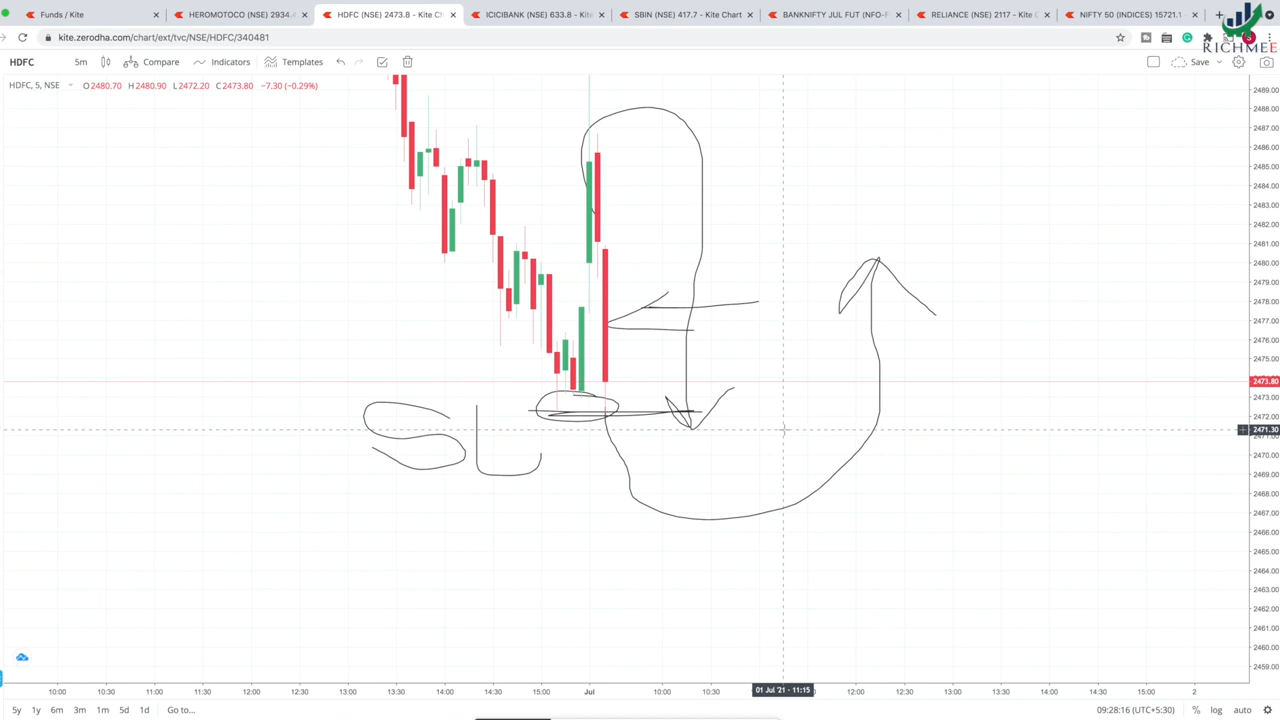 Funds / Kite
HEROMOTOCO (NSE) 2934.4
HDFC (NSE) 2473.8 - Kite Chart
ICICIBANK (NSE) 633.8 - Kite C
SBIN (NSE) 417.7 - Kite Chart
BANKNIFTY JUL FUT (NFO-F
RELIANCE (NSE) 2117 - Kite C
NIFTY 50 (INDICES) 15721.1
kite.zerodha.com/chart/ext/tvc/NSE/HDFC/340481
RICHMEE
HDFC 5m Compare Indicators Templates Save
HDFC, 5, NSE O2480.70 H2480.90 L2472.20 C2473.80 −7.30 (−0.29%)
2489.00
2488.00
2487.00
2486.00
2485.00
2484.00
2483.00
2482.00
2481.00
2480.00
2479.00
2478.00
2477.00
2476.00
2475.00
2473.80
2473.00
2472.00
2471.30
2470.00
2469.00
2468.00
2467.00
2466.00
2465.00
2464.00
2463.00
2462.00
2461.00
2460.00
2459.00
SL
10:00 10:30 11:00 11:30 12:00 12:30 13:00 13:30 14:00 14:30 15:00 Jul 10:00 10:30 01 Jul '21 - 11:15 12:00 12:30 13:00 13:30 14:00 14:30 15:00 2
5y 1y 6m 3m 1m 5d 1d Go to... 09:28:16 (UTC+5:30) % log auto